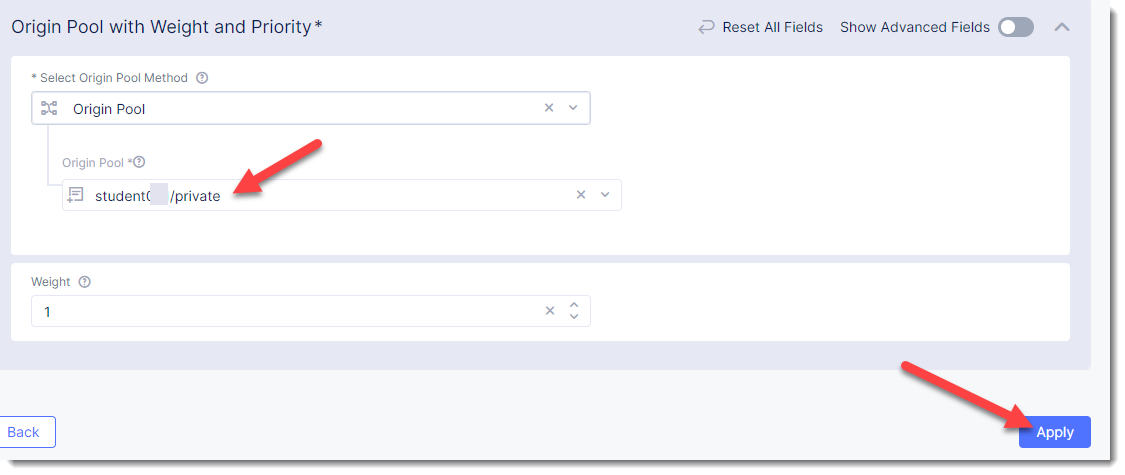 Origin Pool with Weight and Priority*
Reset All Fields
Show Advanced Fields
* Select Origin Pool Method
Origin Pool
Origin Pool *
student0 /private
Weight
1
Back
Apply